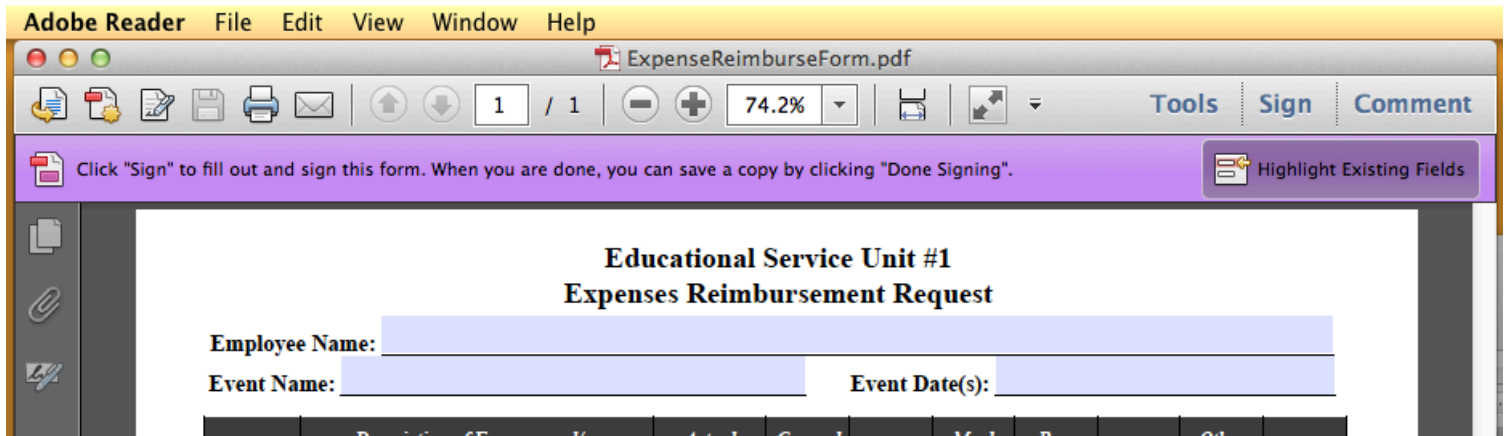 Adobe Reader File Edit View Window Help
ExpenseReimburseForm.pdf
1 / 1 74.2% Tools Sign Comment
Click "Sign" to fill out and sign this form. When you are done, you can save a copy by clicking "Done Signing". Highlight Existing Fields
Educational Service Unit #1
Expenses Reimbursement Request
Employee Name:
Event Name: Event Date(s):